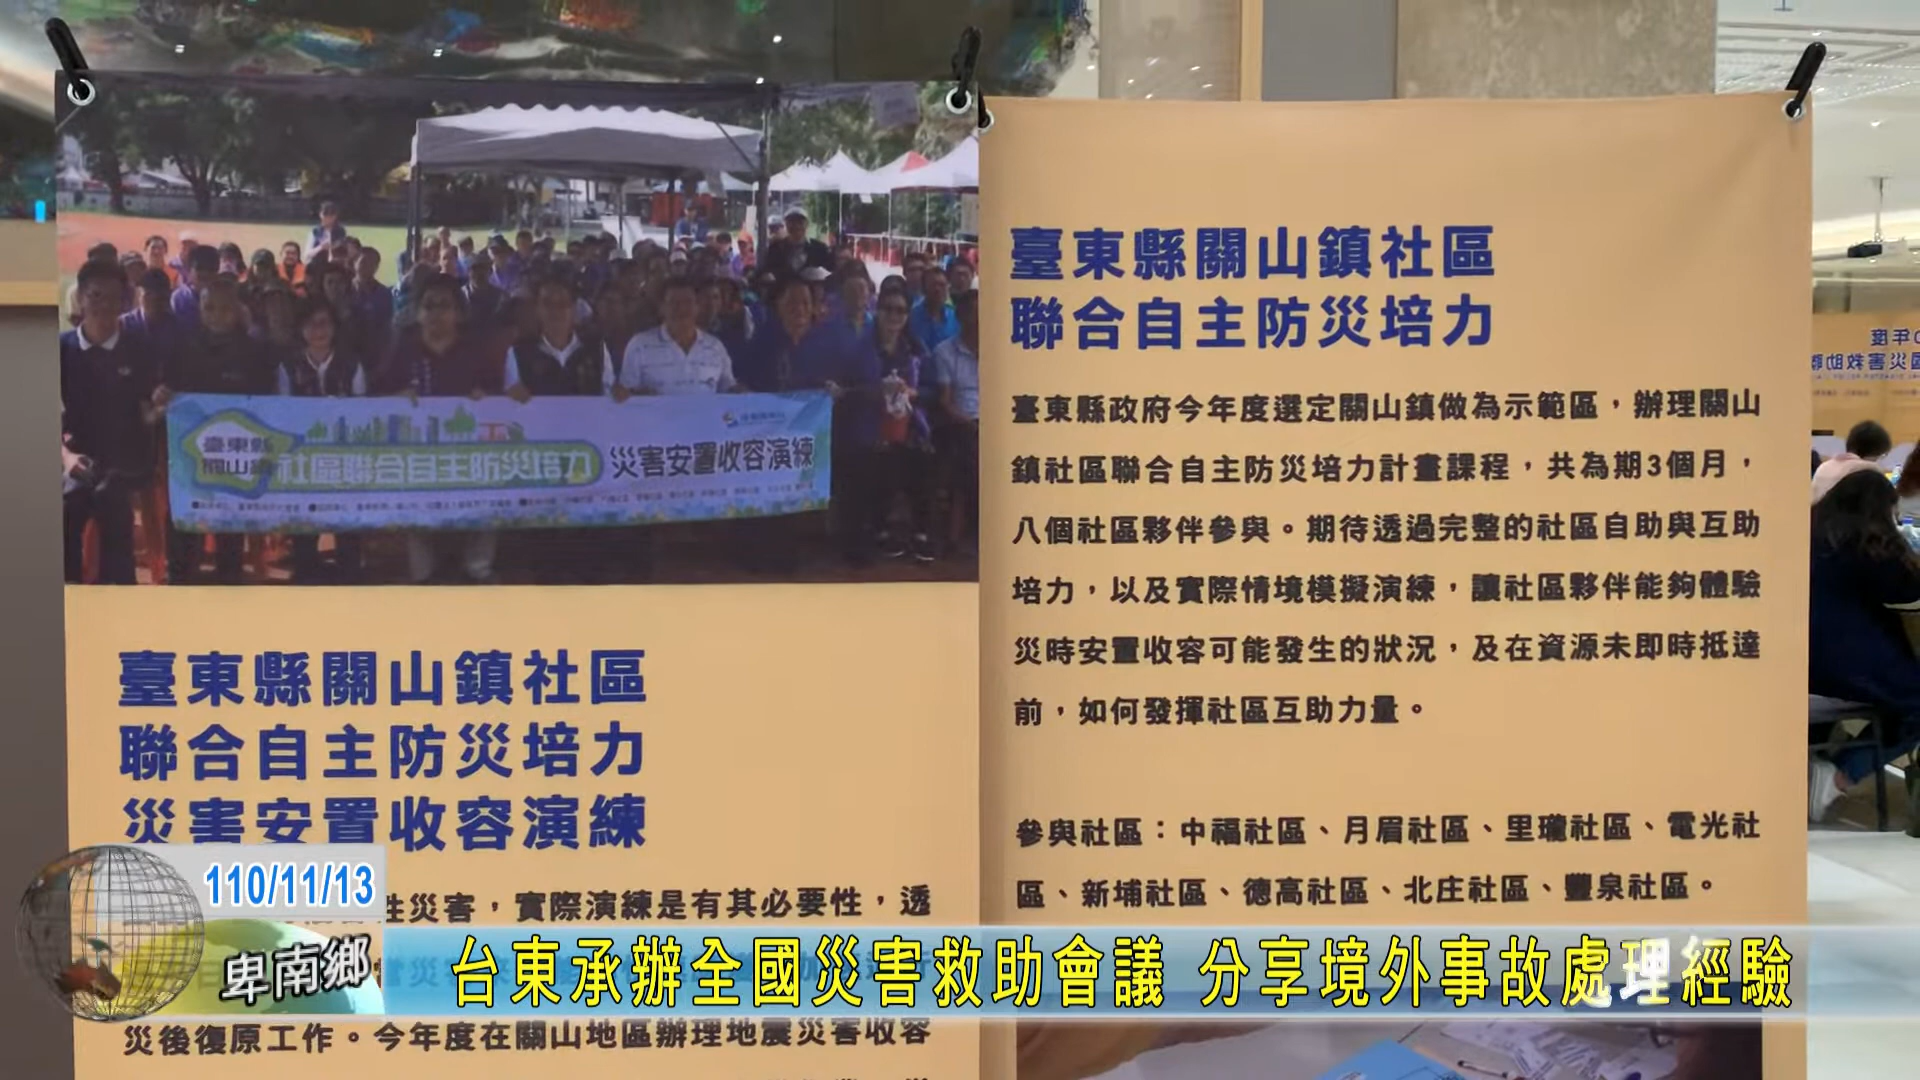 臺東縣
關山鎮
社區聯合自主防災培力
災害安置收容演練
臺東縣關山鎮社區
聯合自主防災培力
災害安置收容演練
性災害，實際演練是有其必要性，透
災後復原工作。今年度在關山地區辦理地震災害收容
臺東縣關山鎮社區
聯合自主防災培力
臺東縣政府今年度選定關山鎮做為示範區，辦理關山
鎮社區聯合自主防災培力計畫課程，共為期3個月，
八個社區夥伴參與。期待透過完整的社區自助與互助
培力，以及實際情境模擬演練，讓社區夥伴能夠體驗
災時安置收容可能發生的狀況，及在資源未即時抵達
前，如何發揮社區互助力量。
參與社區：中福社區、月眉社區、里瓏社區、電光社
區、新埔社區、德高社區、北庄社區、豐泉社區。
年度
區災害救助
110/11/13
卑南鄉
台東承辦全國災害救助會議 分享境外事故處理經驗